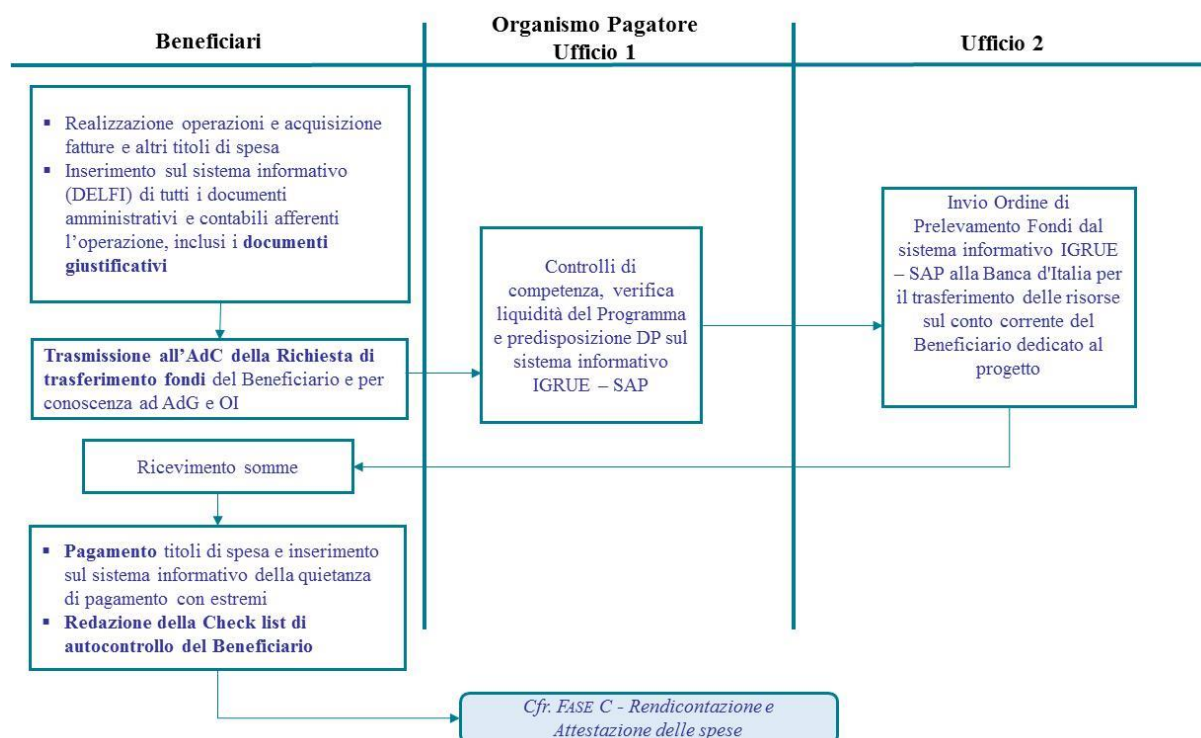 Beneficiari
Organismo Pagatore
Ufficio 1
Ufficio 2
▪ Realizzazione operazioni e acquisizione
fatture e altri titoli di spesa
▪ Inserimento sul sistema informativo
(DELFI) di tutti i documenti
amministrativi e contabili afferenti
l’operazione, inclusi i documenti
giustificativi
Trasmissione all’AdC della Richiesta di
trasferimento fondi del Beneficiario e per
conoscenza ad AdG e OI
Controlli di
competenza, verifica
liquidità del Programma
e predisposizione DP sul
sistema informativo
IGRUE – SAP
Invio Ordine di
Prelevamento Fondi dal
sistema informativo IGRUE
– SAP alla Banca d'Italia per
il trasferimento delle risorse
sul conto corrente del
Beneficiario dedicato al
progetto
Ricevimento somme
▪ Pagamento titoli di spesa e inserimento
sul sistema informativo della quietanza
di pagamento con estremi
▪ Redazione della Check list di
autocontrollo del Beneficiario
Cfr. FASE C - Rendicontazione e
Attestazione delle spese